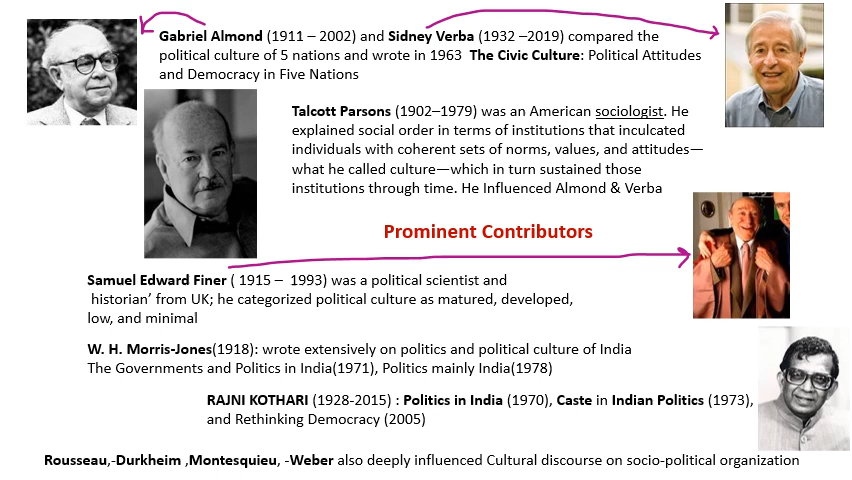 Gabriel Almond (1911 – 2002) and Sidney Verba (1932 –2019) compared the
political culture of 5 nations and wrote in 1963  The Civic Culture: Political Attitudes
and Democracy in Five Nations
Talcott Parsons (1902–1979) was an American sociologist. He
explained social order in terms of institutions that inculcated
individuals with coherent sets of norms, values, and attitudes—
what he called culture—which in turn sustained those
institutions through time. He Influenced Almond & Verba
Prominent Contributors
Samuel Edward Finer ( 1915 –  1993) was a political scientist and
historian’ from UK; he categorized political culture as matured, developed,
low, and minimal
W. H. Morris-Jones(1918): wrote extensively on politics and political culture of India
The Governments and Politics in India(1971), Politics mainly India(1978)
RAJNI KOTHARI (1928-2015) : Politics in India (1970), Caste in Indian Politics (1973),
and Rethinking Democracy (2005)
Rousseau,-Durkheim ,Montesquieu, -Weber also deeply influenced Cultural discourse on socio-political organization